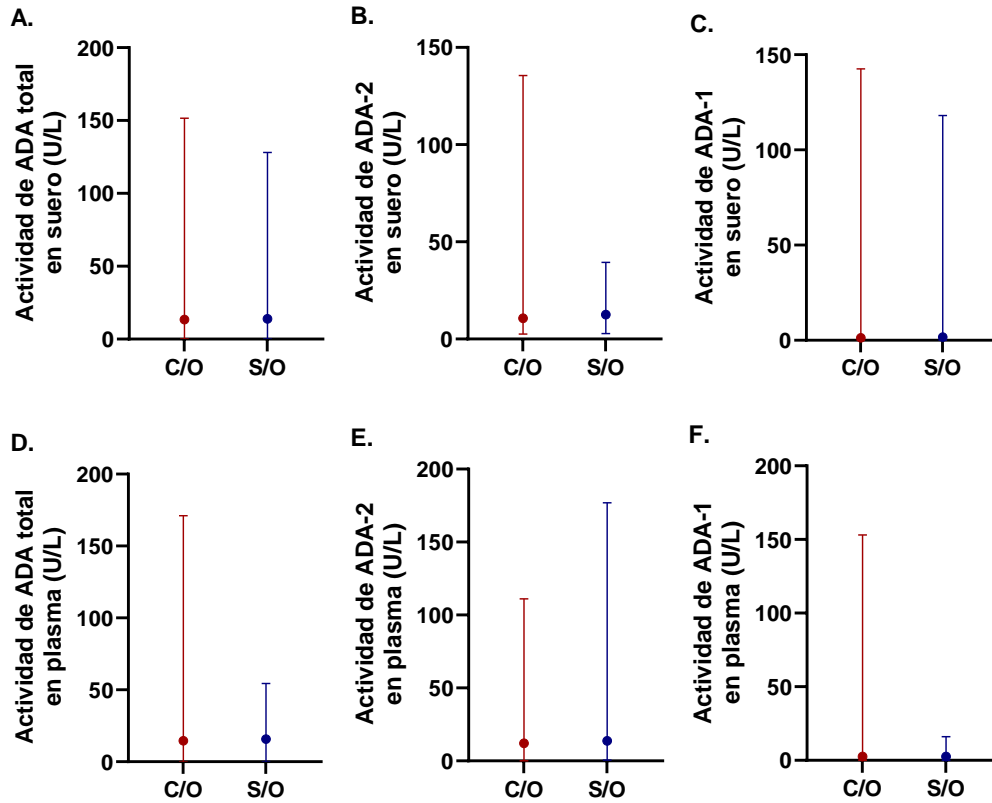 A.
Actividad de ADA total
en suero (U/L)
200
150
100
50
0
C/O S/O
B.
Actividad de ADA-2
en suero (U/L)
150
100
50
0
C/O S/O
C.
Actividad de ADA-1
en suero (U/L)
150
100
50
0
C/O S/O
D.
Actividad de ADA total
en plasma (U/L)
200
150
100
50
0
C/O S/O
E.
Actividad de ADA-2
en plasma (U/L)
200
150
100
50
0
C/O S/O
F.
Actividad de ADA-1
en plasma (U/L)
200
150
100
50
0
C/O S/O